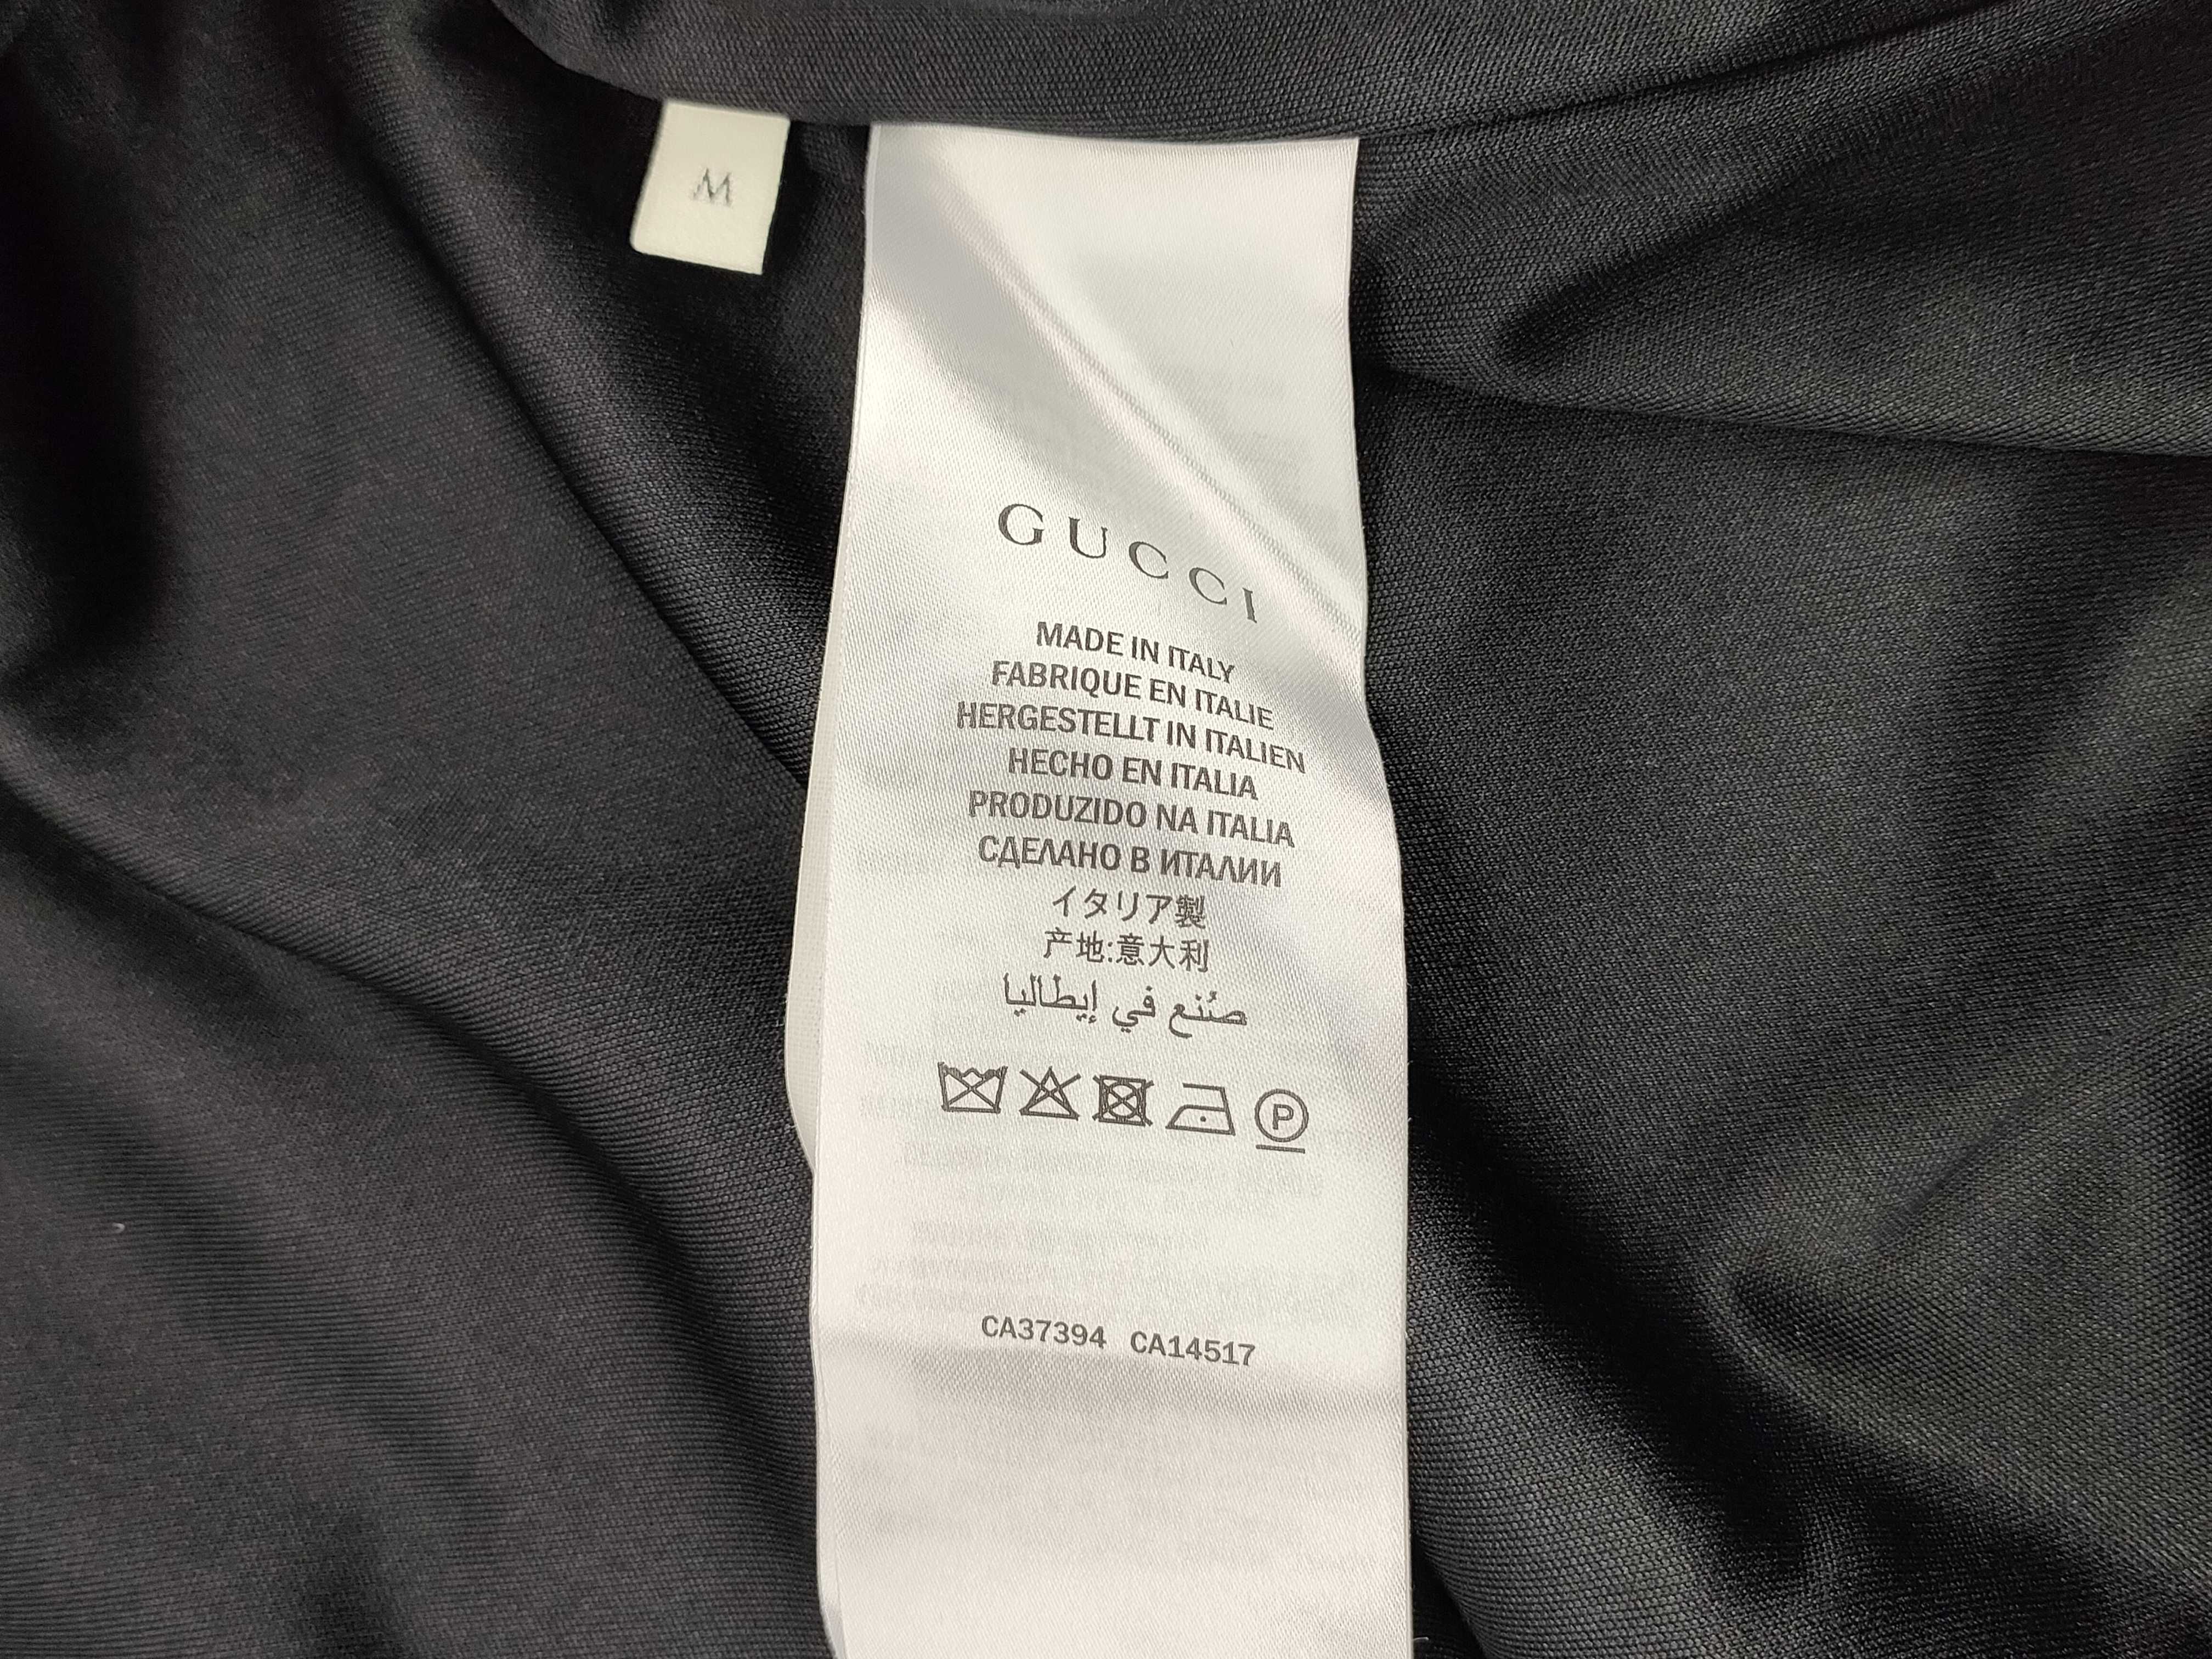 M
GUCCI
MADE IN ITALY
FABRIQUE EN ITALIE
HERGESTELLT IN ITALIEN
HECHO EN ITALIA
PRODUZIDO NA ITALIA
СДЕЛАНО В ИТАЛИИ
イタリア製
产地:意大利
صُنع في إيطاليا
P
CA37394 CA14517